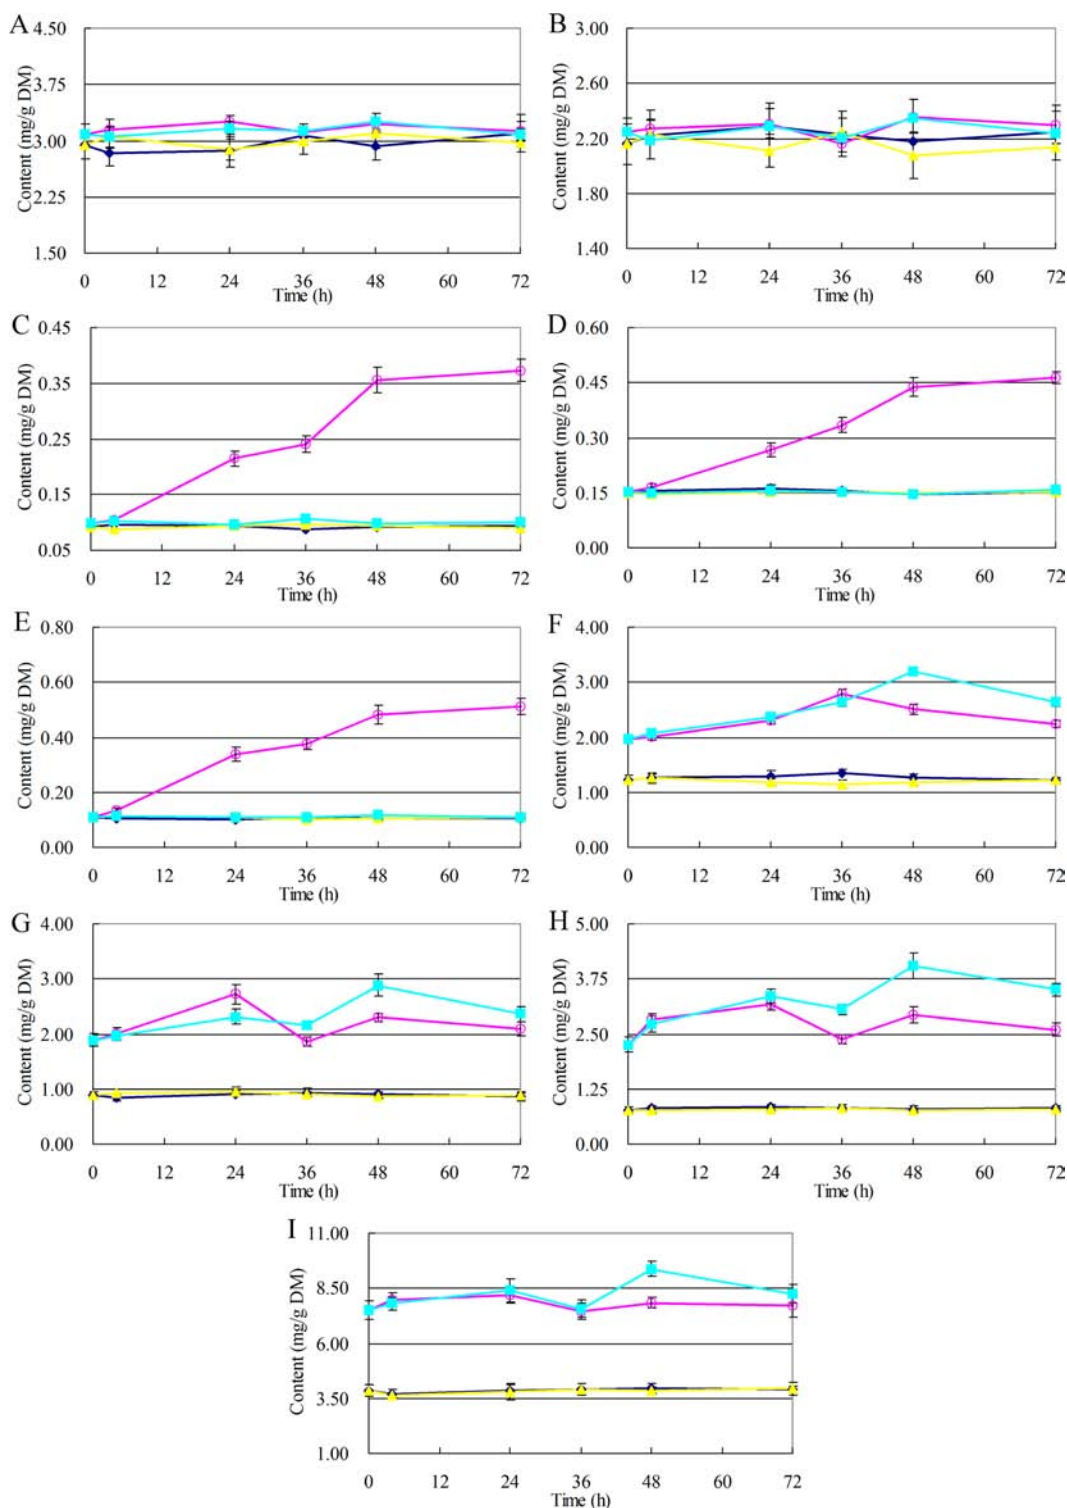 A
Content (mg/g DM)
4.50
3.75
3.00
2.25
1.50
0 12 24 36 48 60 72
Time (h)
B
Content (mg/g DM)
3.00
2.60
2.20
1.80
1.40
0 12 24 36 48 60 72
Time (h)
C
Content (mg/g DM)
0.45
0.35
0.25
0.15
0.05
0 12 24 36 48 60 72
Time (h)
D
Content (mg/g DM)
0.60
0.45
0.30
0.15
0.00
0 12 24 36 48 60 72
Time (h)
E
Content (mg/g DM)
0.80
0.60
0.40
0.20
0.00
0 12 24 36 48 60 72
Time (h)
F
Content (mg/g DM)
4.00
3.00
2.00
1.00
0.00
0 12 24 36 48 60 72
Time (h)
G
Content (mg/g DM)
4.00
3.00
2.00
1.00
0.00
0 12 24 36 48 60 72
Time (h)
H
Content (mg/g DM)
5.00
3.75
2.50
1.25
0.00
0 12 24 36 48 60 72
Time (h)
I
Content (mg/g DM)
11.00
8.50
6.00
3.50
1.00
0 12 24 36 48 60 72
Time (h)